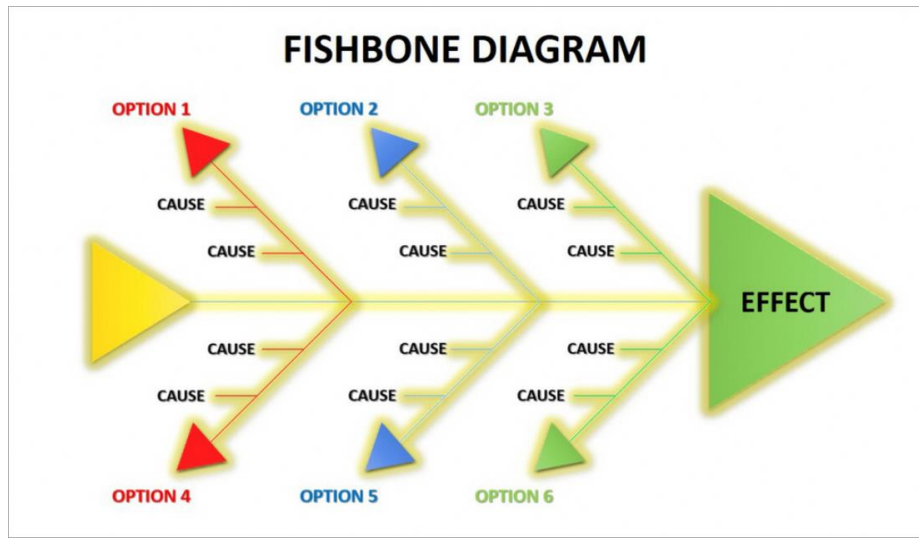 FISHBONE DIAGRAM
OPTION 1
OPTION 2
OPTION 3
CAUSE
CAUSE
CAUSE
CAUSE
CAUSE
CAUSE
EFFECT
CAUSE
CAUSE
CAUSE
CAUSE
CAUSE
CAUSE
OPTION 4
OPTION 5
OPTION 6